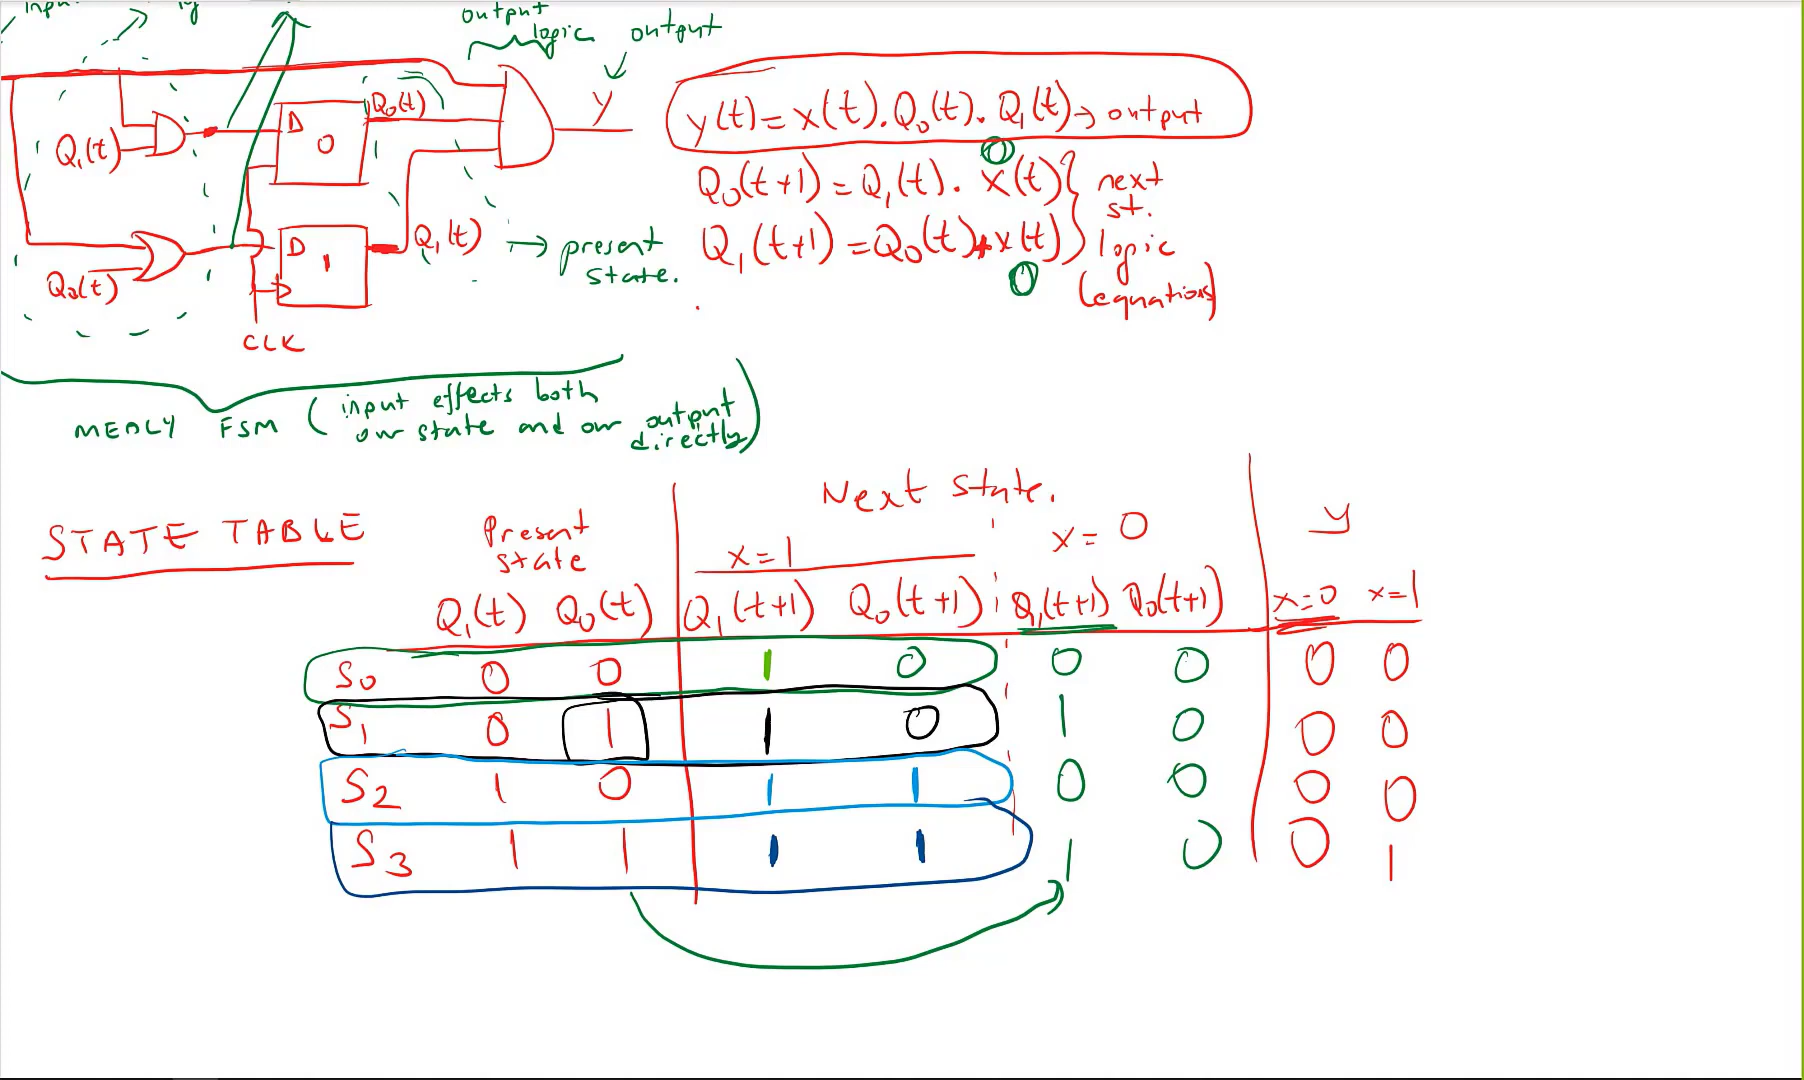 output
logic output
Q₀(t) Y
D
0
Q₁(t)
y(t) = x(t).Q₀(t).Q₁(t) → output
0
Q₀(t+1) = Q₁(t). x(t) } next
st.
Q₁(t+1) = Q₀(t)+x(t) logic
0 (equations)
D
1
Q₁(t) → present
state.
Q₀(t)
CLK
MEALY FSM ( input effects both
our state and our output
directly)
STATE TABLE
Present
state
Next state.
x=1 x=0 y
Q₁(t) Q₀(t) Q₁(t+1) Q₀(t+1) Q₁(t+1) Q₀(t+1) x=0 x=1
S₀ 0 0 1 0 0 0 0 0
S₁ 0 1 1 0 1 0 0 0
S2 1 0 1 1 0 0 0 0
S3 1 1 1 1 1 0 0 1